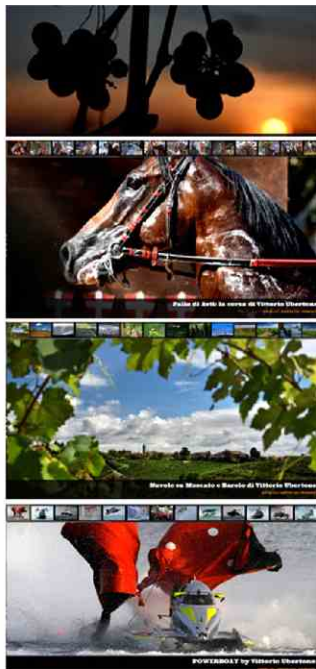 Palio di Asti: la corsa di Vittorio Ubertone
Nuvole su Moscato e Barolo di Vittorio Ubertone
POWERBOAT by Vittorio Ubertone